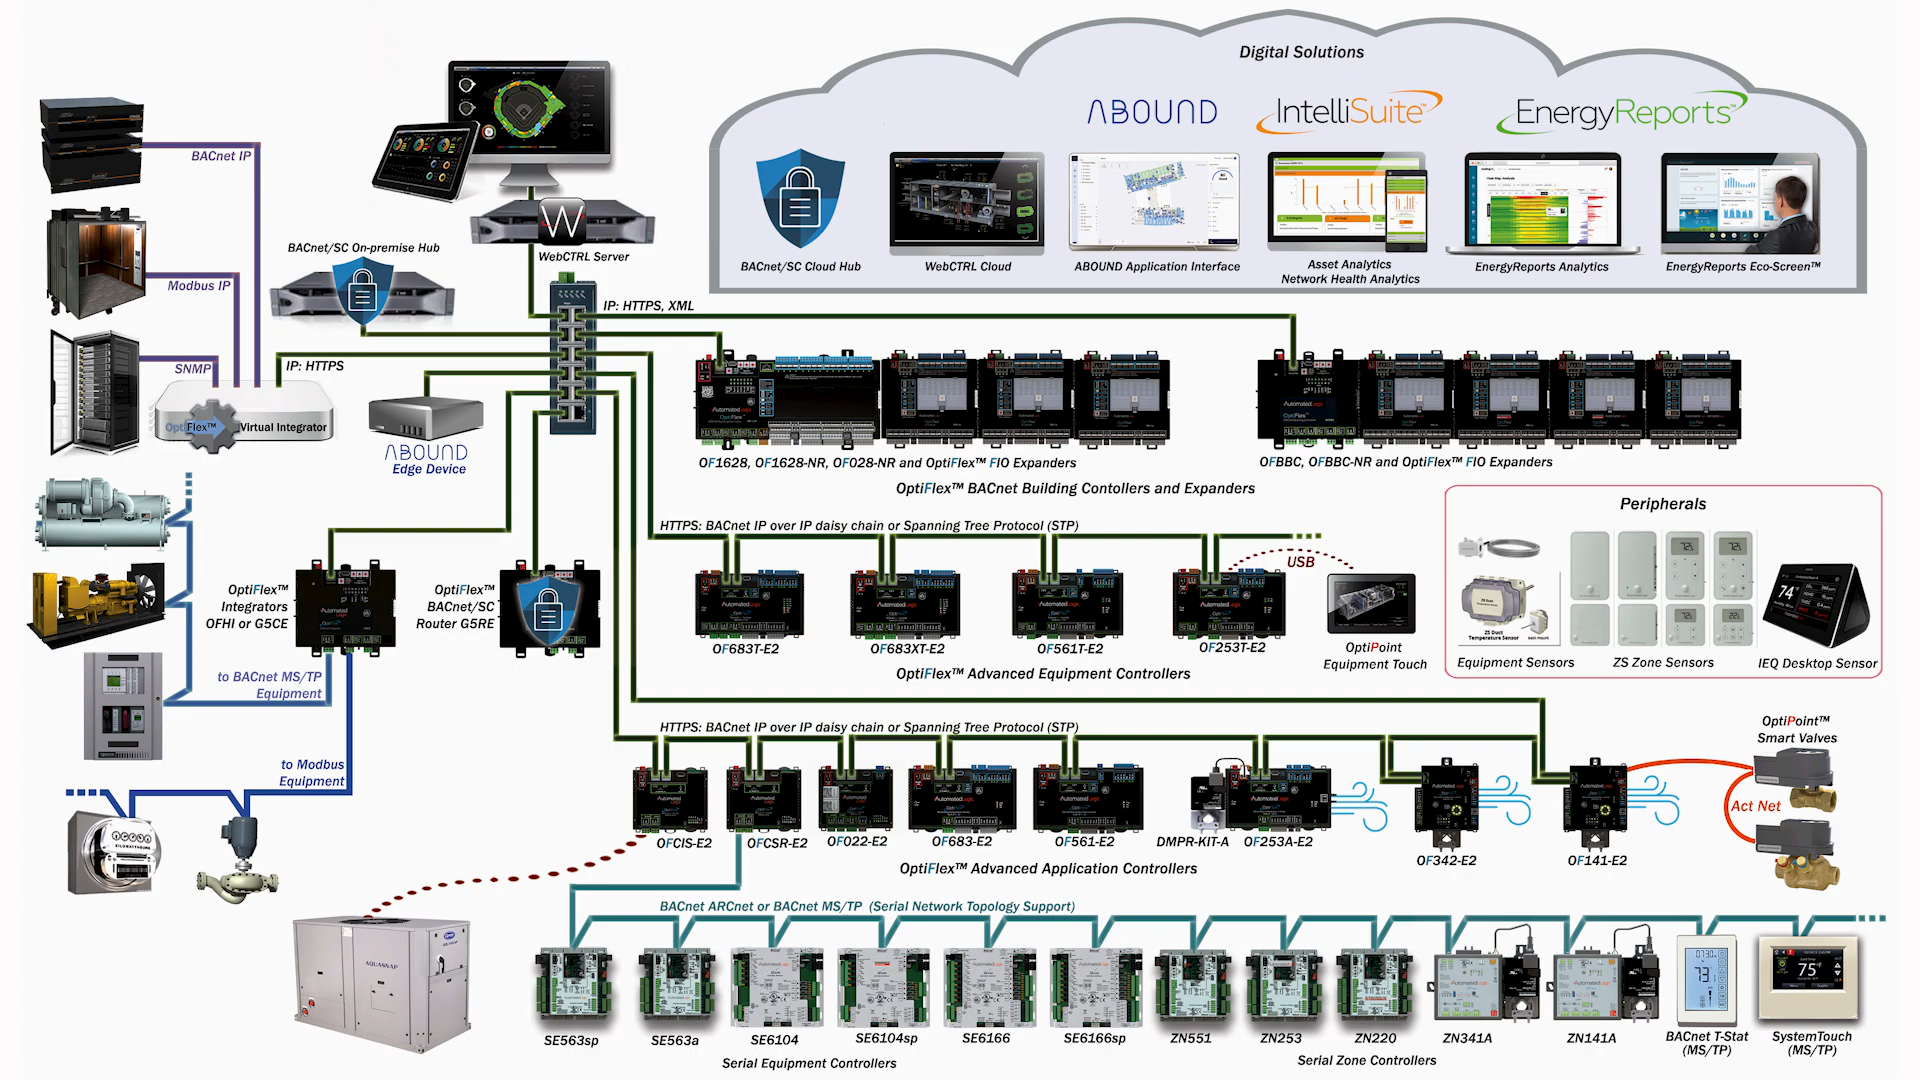 Digital Solutions
ABOUND
IntelliSuite™
EnergyReports™
BACnet/SC Cloud Hub
WebCTRL Cloud
ABOUND Application Interface
Asset Analytics
Network Health Analytics
EnergyReports Analytics
EnergyReports Eco-Screen™
BACnet IP
Modbus IP
SNMP
BACnet/SC On-premise Hub
WebCTRL Server
IP: HTTPS, XML
IP: HTTPS
OptiFlex™ Virtual Integrator
ABOUND
Edge Device
OF1628, OF1628-NR, OF028-NR and OptiFlex™ FIO Expanders
OFBBC, OFBBC-NR and OptiFlex™ FIO Expanders
OptiFlex™ BACnet Building Contollers and Expanders
HTTPS: BACnet IP over IP daisy chain or Spanning Tree Protocol (STP)
USB
OF683T-E2
OF683XT-E2
OF561T-E2
OF253T-E2
OptiPoint
Equipment Touch
OptiFlex™ Advanced Equipment Controllers
Peripherals
ZS Duct
Temperature Sensor
back mount
Equipment Sensors
ZS Zone Sensors
IEQ Desktop Sensor
OptiFlex™
Integrators
OFHI or G5CE
OptiFlex™
BACnet/SC
Router G5RE
to BACnet MS/TP
Equipment
to Modbus
Equipment
HTTPS: BACnet IP over IP daisy chain or Spanning Tree Protocol (STP)
OptiPoint™
Smart Valves
Act Net
OFCIS-E2
OFCSR-E2
OF022-E2
OF683-E2
OF561-E2
DMPR-KIT-A
OF253A-E2
OF342-E2
OF141-E2
OptiFlex™ Advanced Application Controllers
BACnet ARCnet or BACnet MS/TP (Serial Network Topology Support)
AQUASNAP
SE563sp
SE563a
SE6104
SE6104sp
SE6166
SE6166sp
ZN551
ZN253
ZN220
ZN341A
ZN141A
BACnet T-Stat
(MS/TP)
SystemTouch
(MS/TP)
Serial Equipment Controllers
Serial Zone Controllers